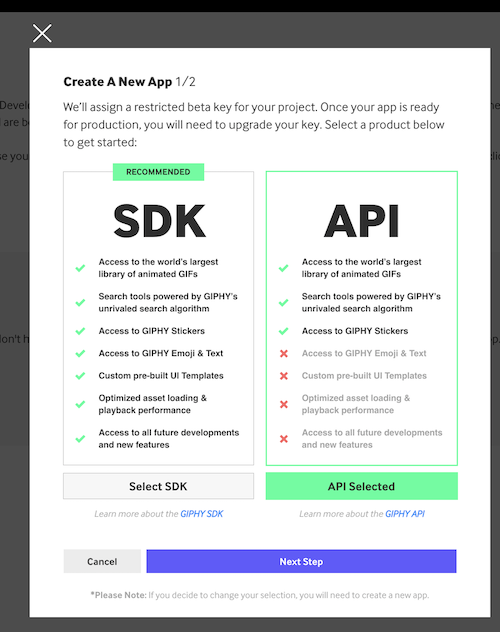 Create A New App 1/2
We'll assign a restricted beta key for your project. Once your app is ready
for production, you will need to upgrade your key. Select a product below
to get started:
RECOMMENDED
SDK
Access to the world's largest
library of animated GIFs
Search tools powered by GIPHY's
unrivaled search algorithm
Access to GIPHY Stickers
Access to GIPHY Emoji & Text
Custom pre-built UI Templates
Optimized asset loading &
playback performance
Access to all future developments
and new features
Select SDK
Learn more about the GIPHY SDK
API
Access to the world's largest
library of animated GIFs
Search tools powered by GIPHY's
unrivaled search algorithm
Access to GIPHY Stickers
Access to GIPHY Emoji & Text
Custom pre-built UI Templates
Optimized asset loading &
playback performance
Access to all future developments
and new features
API Selected
Learn more about the GIPHY API
Cancel
Next Step
*Please Note: If you decide to change your selection, you will need to create a new app.